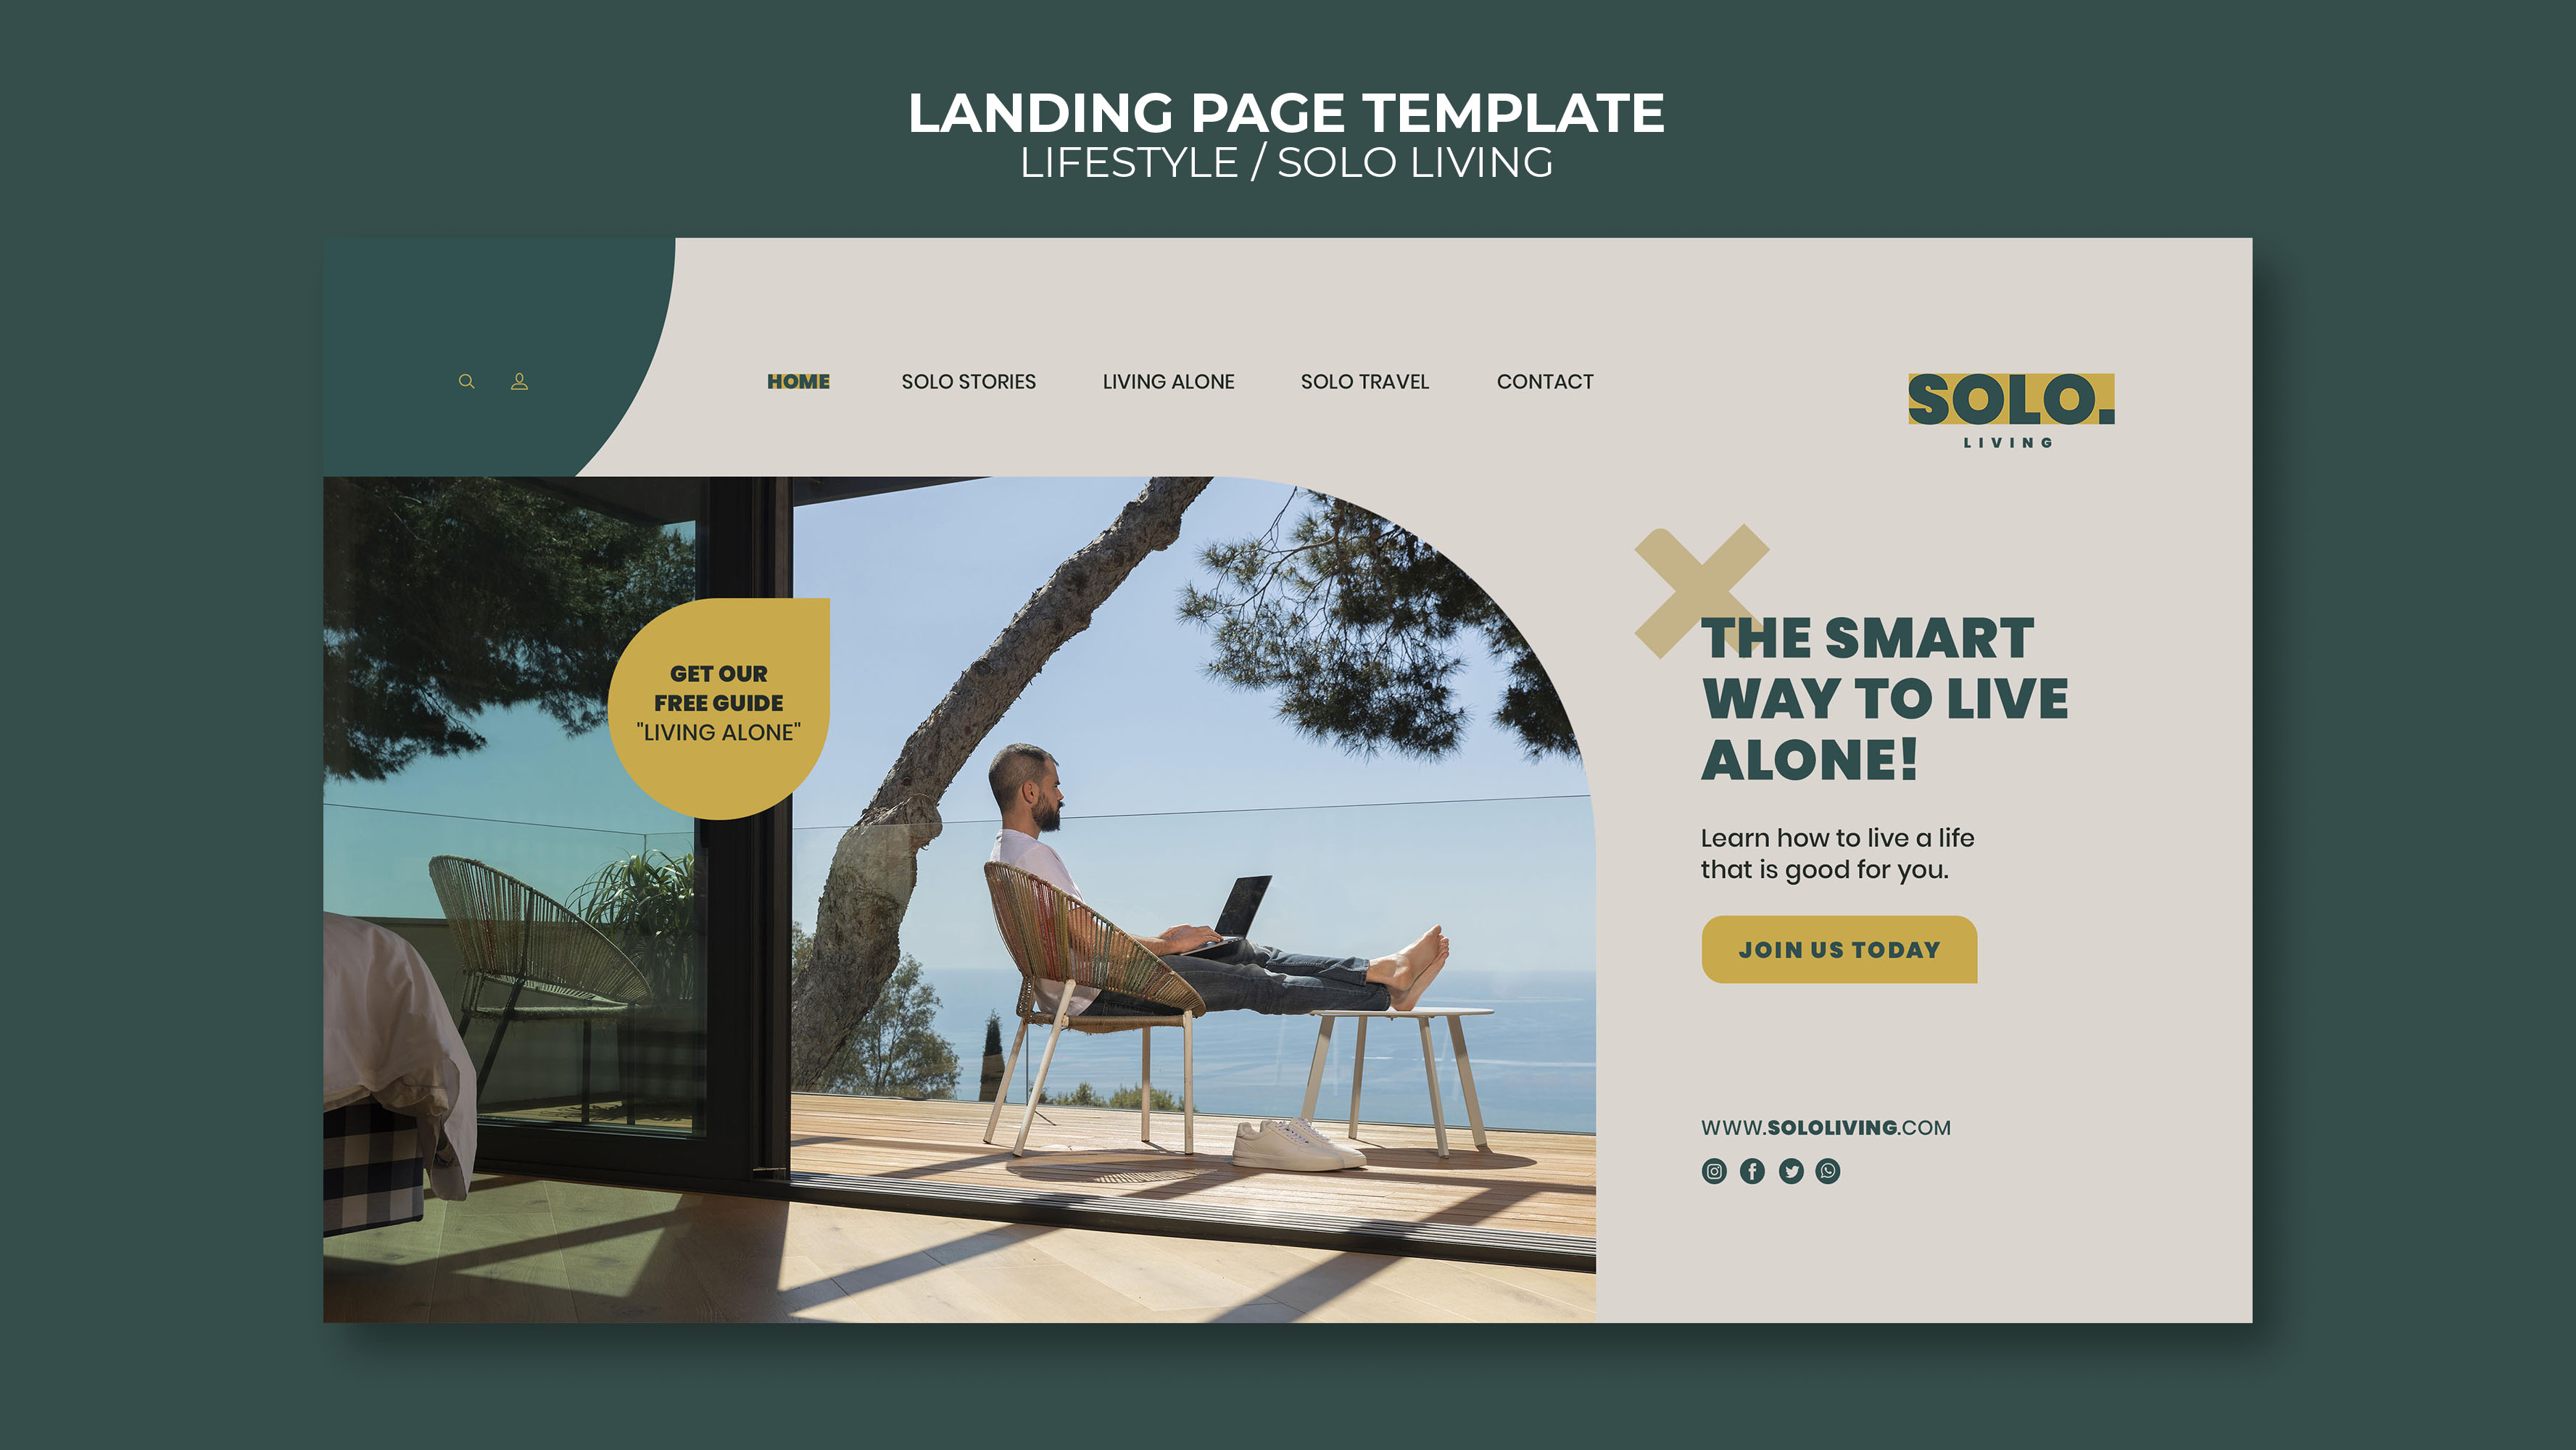 LANDING PAGE TEMPLATE
LIFESTYLE / SOLO LIVING
HOME SOLO STORIES LIVING ALONE SOLO TRAVEL CONTACT
SOLO.
LIVING
GET OUR
FREE GUIDE
"LIVING ALONE"
THE SMART
WAY TO LIVE
ALONE!
Learn how to live a life
that is good for you.
JOIN US TODAY
WWW.SOLOLIVING.COM